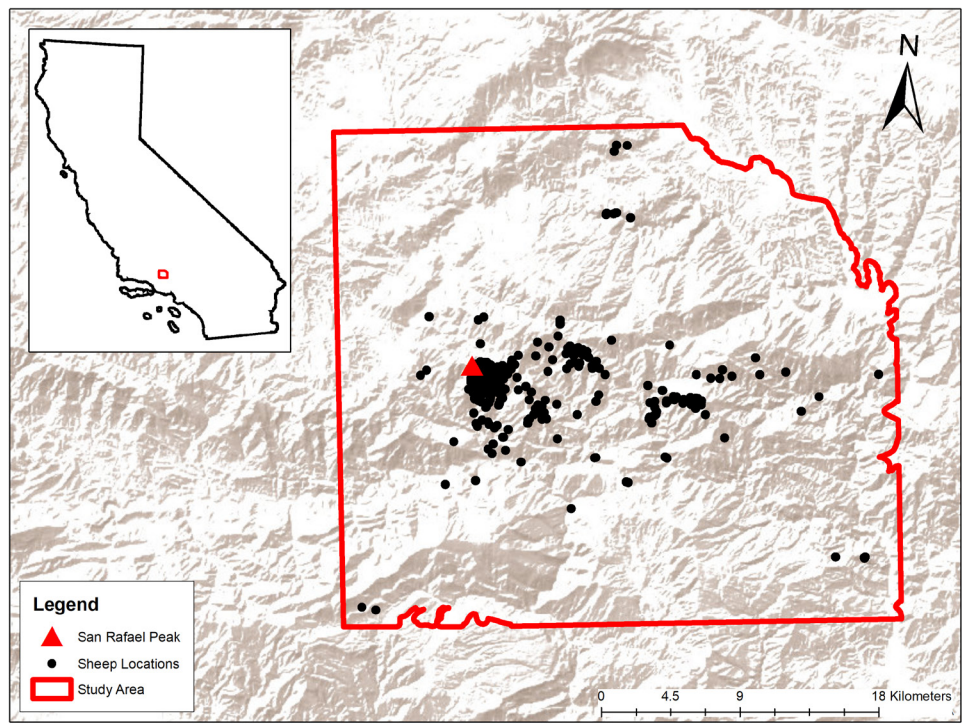 N
Legend
San Rafael Peak
Sheep Locations
Study Area
0 4.5 9 18 Kilometers